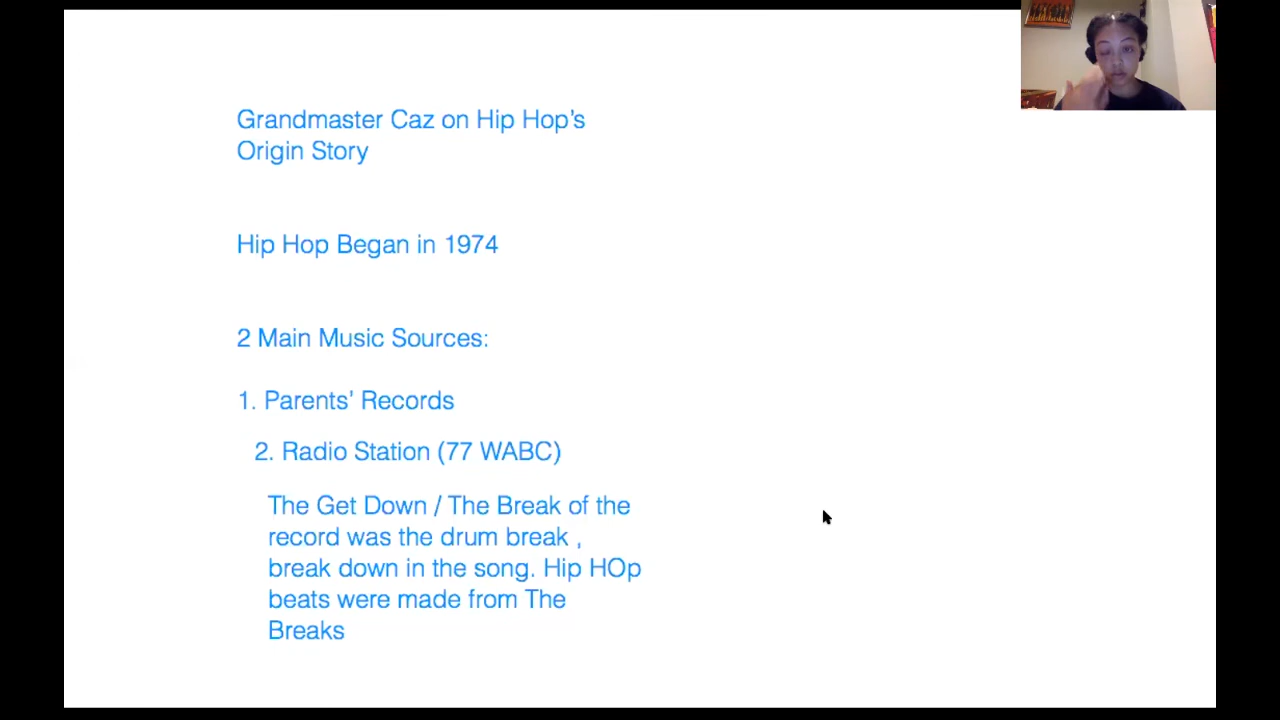 Grandmaster Caz on Hip Hop's
Origin Story
Hip Hop Began in 1974
2 Main Music Sources:
1. Parents' Records
2. Radio Station (77 WABC)
The Get Down / The Break of the
record was the drum break ,
break down in the song. Hip HOp
beats were made from The
Breaks